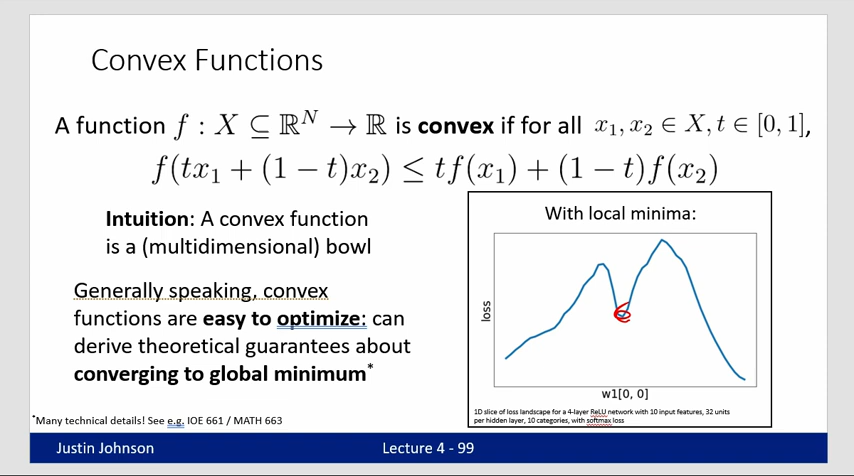 Convex Functions
A function f : X ⊆ ℝᴺ → ℝ is convex if for all x₁, x₂ ∈ X, t ∈ [0, 1],
f(tx₁ + (1 − t)x₂) ≤ tf(x₁) + (1 − t)f(x₂)
Intuition: A convex function
is a (multidimensional) bowl
Generally speaking, convex
functions are easy to optimize: can
derive theoretical guarantees about
converging to global minimum*
With local minima:
loss
w1[0, 0]
1D slice of loss landscape for a 4-layer ReLU network with 10 input features, 32 units
per hidden layer, 10 categories, with softmax loss
*Many technical details! See e.g. IOE 661 / MATH 663
Justin Johnson
Lecture 4 - 99